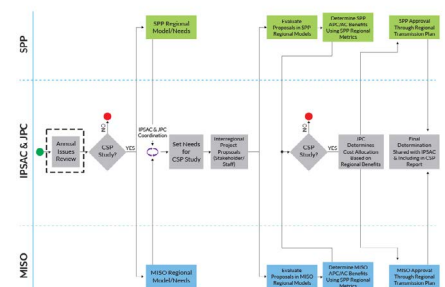 SPP
SPP Regional
Model/Needs
Evaluate
Proposals in SPP
Regional Models
Determine SPP
APC/AC Benefits
Using SPP Regional
Metrics
SPP Approval
Through Regional
Transmission Plan
IPSAC & JPC
Annual
Issues
Review
CSP
Study?
NO
YES
IPSAC & JPC
Coordination
Set Needs
for
CSP Study
Interregional
Project
Proposals
(Stakeholder/
Staff)
CSP
Study?
NO
YES
JPC
Determines
Cost Allocation
Based on
Regional Benefits
Final
Determination
Shared with IPSAC
& Including in CSP
Report
MISO
MISO Regional
Model/Needs
Evaluate
Proposals in MISO
Regional Models
Determine MISO
APC/AC Benefits
Using SPP Regional
Metrics
MISO Approval
Through Regional
Transmission Plan